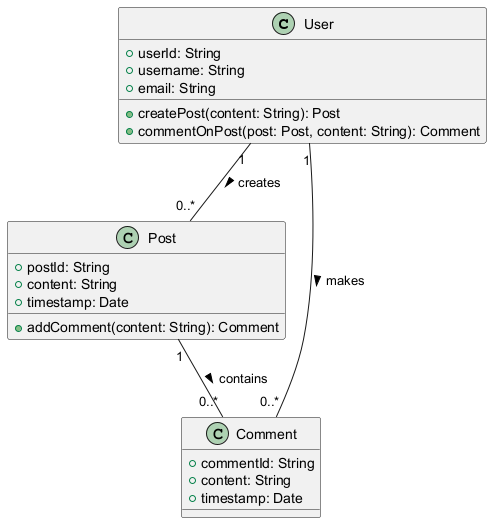 C User
userId: String
username: String
email: String
createPost(content: String): Post
commentOnPost(post: Post, content: String): Comment
1
1
creates
0..*
C Post
postId: String
content: String
timestamp: Date
addComment(content: String): Comment
makes
1
contains
0..*
0..*
C Comment
commentId: String
content: String
timestamp: Date